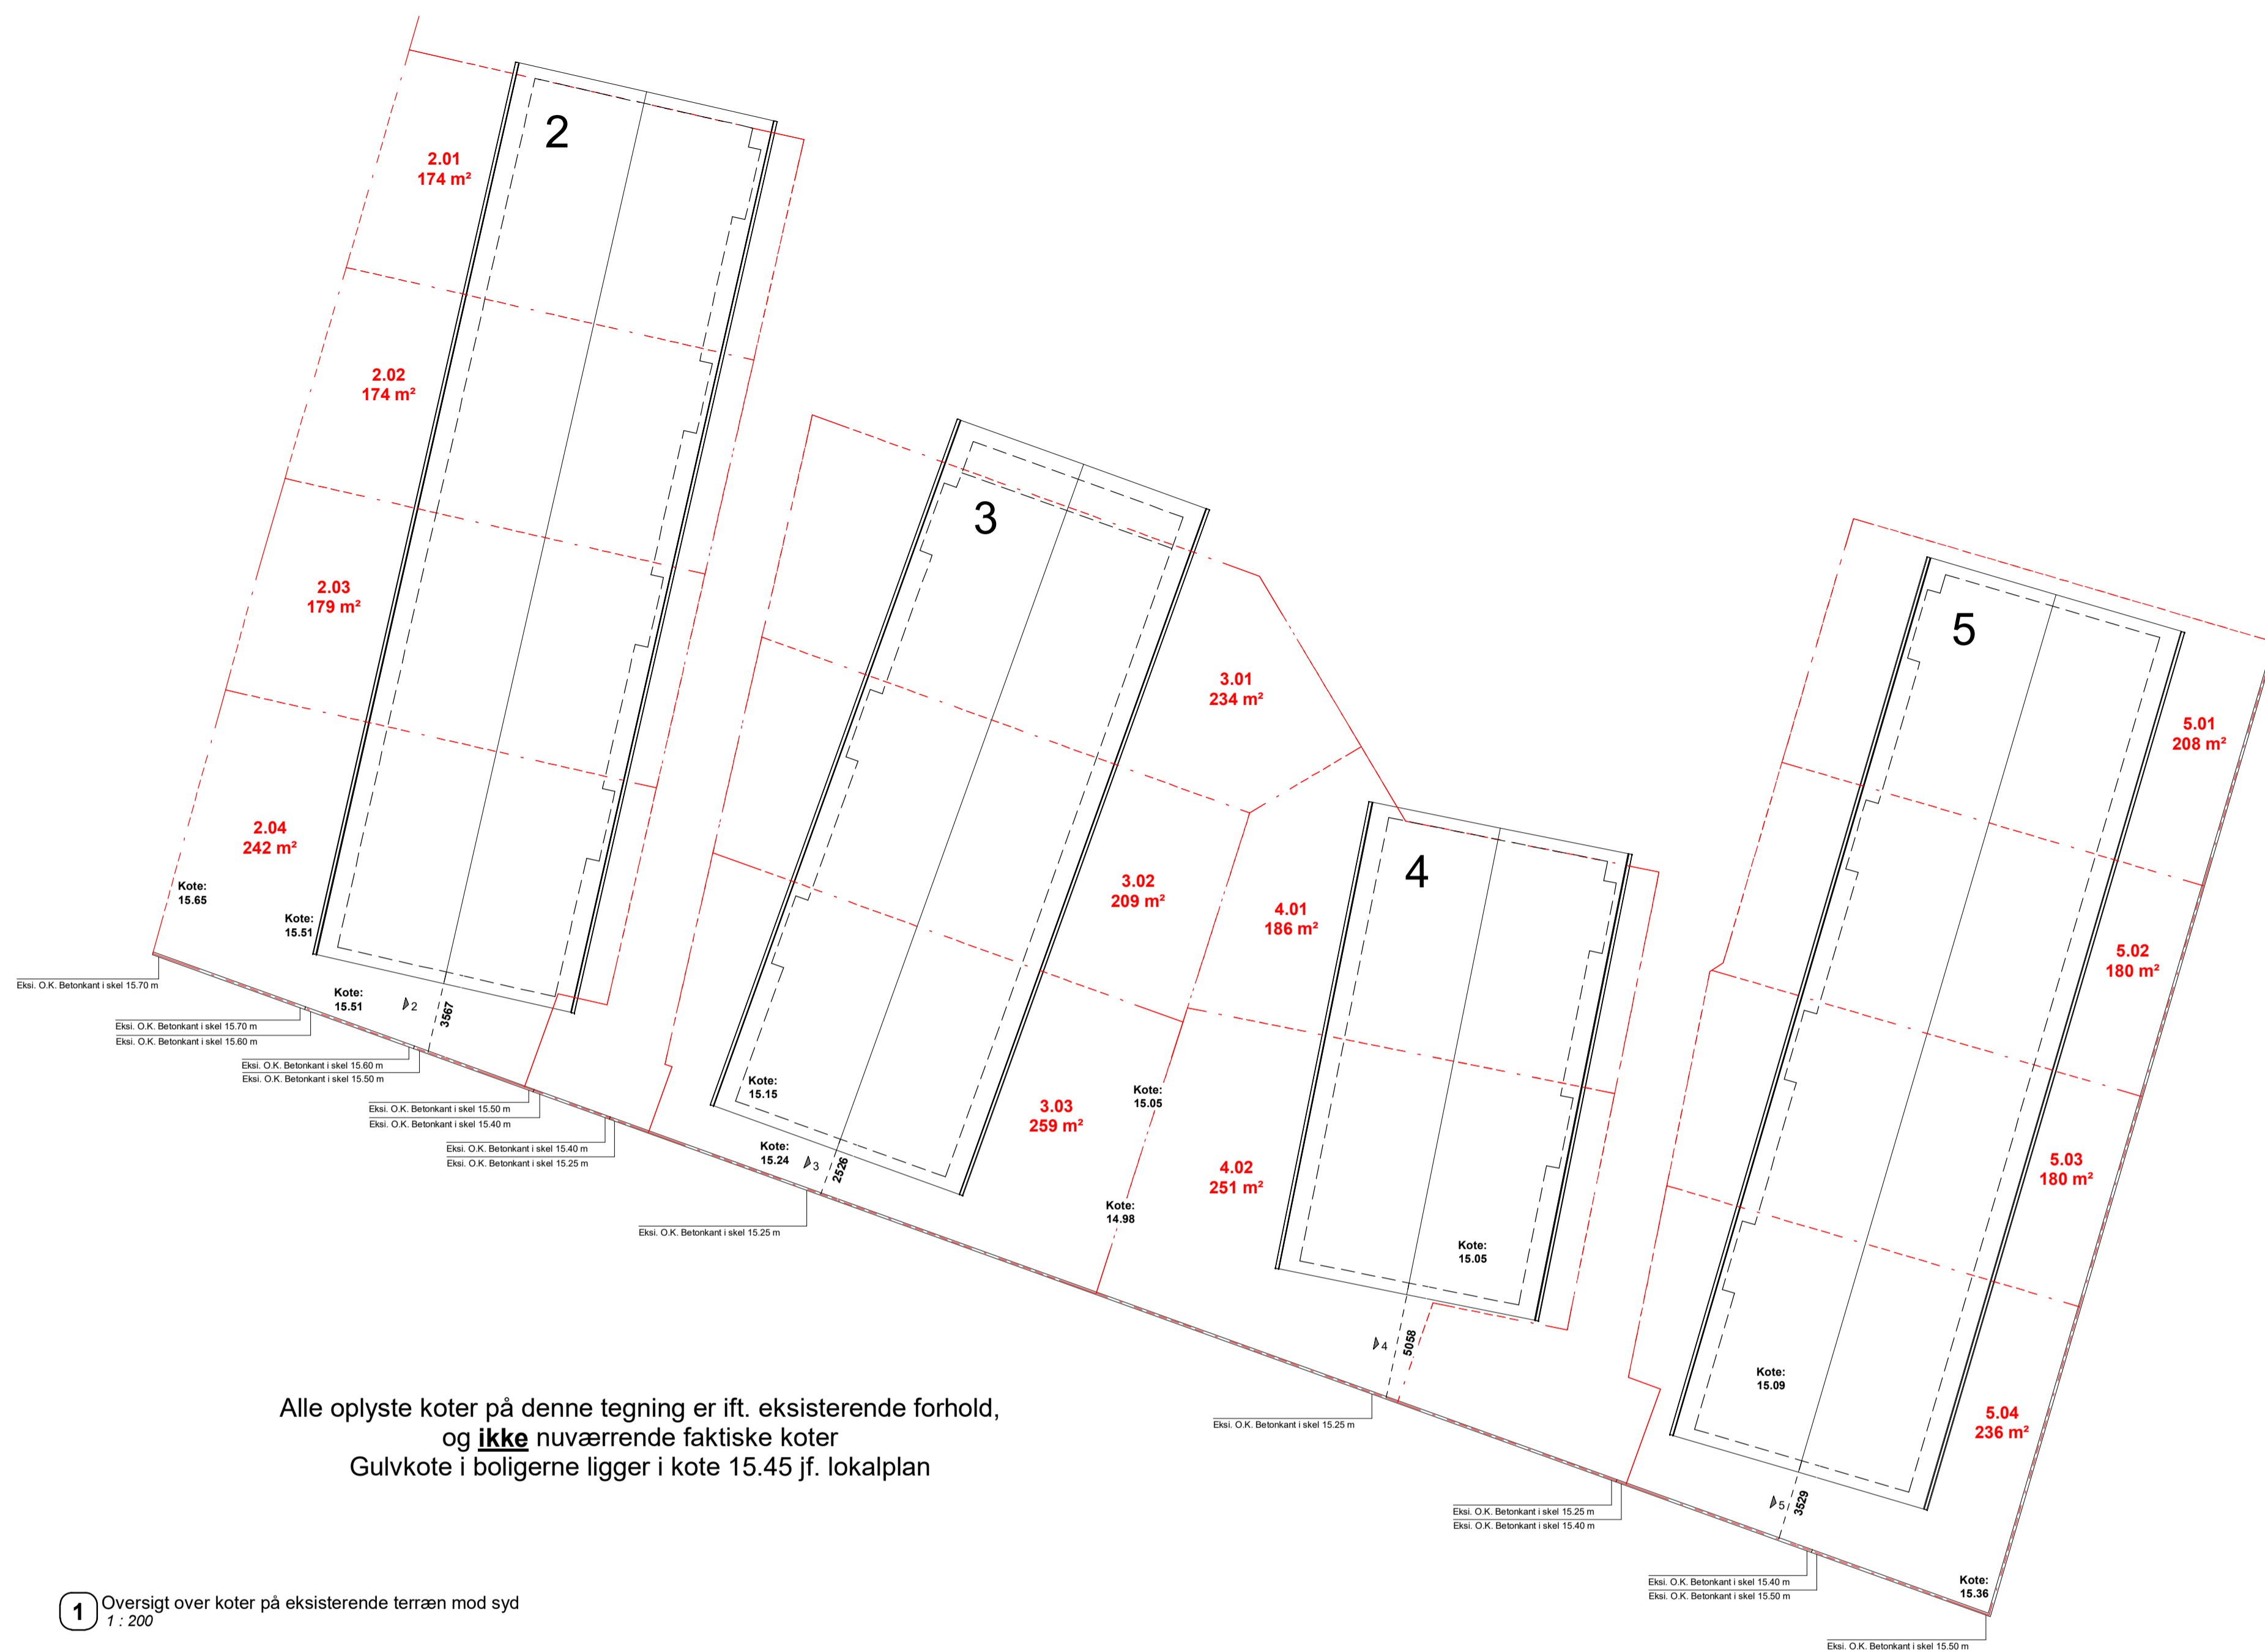 2
2.01
174 m²
2.02
174 m²
2.03
179 m²
2.04
242 m²
Kote:
15.65
Kote:
15.51
Kote:
15.51
2
3567
Eksi. O.K. Betonkant i skel 15.70 m
Eksi. O.K. Betonkant i skel 15.70 m
Eksi. O.K. Betonkant i skel 15.60 m
Eksi. O.K. Betonkant i skel 15.60 m
Eksi. O.K. Betonkant i skel 15.50 m
Eksi. O.K. Betonkant i skel 15.50 m
Eksi. O.K. Betonkant i skel 15.40 m
Eksi. O.K. Betonkant i skel 15.40 m
Eksi. O.K. Betonkant i skel 15.25 m
3
3.01
234 m²
3.02
209 m²
3.03
259 m²
Kote:
15.15
Kote:
15.24
3
2526
Kote:
15.05
Kote:
14.98
Eksi. O.K. Betonkant i skel 15.25 m
4
4.01
186 m²
4.02
251 m²
Kote:
15.05
4
5058
Eksi. O.K. Betonkant i skel 15.25 m
Eksi. O.K. Betonkant i skel 15.25 m
Eksi. O.K. Betonkant i skel 15.40 m
5
5.01
208 m²
5.02
180 m²
5.03
180 m²
5.04
236 m²
Kote:
15.09
5
3529
Kote:
15.36
Eksi. O.K. Betonkant i skel 15.40 m
Eksi. O.K. Betonkant i skel 15.50 m
Eksi. O.K. Betonkant i skel 15.50 m
Alle oplyste koter på denne tegning er ift. eksisterende forhold,
og ikke nuværrende faktiske koter
Gulvkote i boligerne ligger i kote 15.45 jf. lokalplan
1
Oversigt over koter på eksisterende terræn mod syd
1 : 200